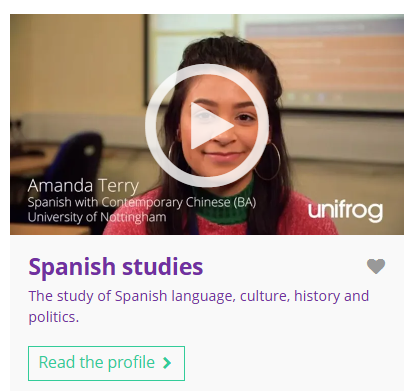 Amanda Terry
Spanish with Contemporary Chinese (BA)
University of Nottingham
unifrog
Spanish studies
The study of Spanish language, culture, history and
politics.
Read the profile